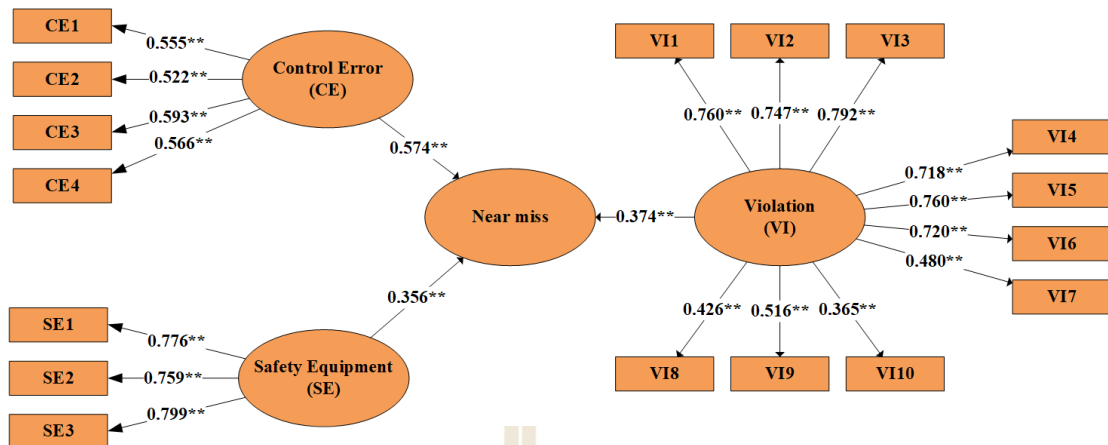 CE1
0.555**
CE2
0.522**
CE3
0.593**
CE4
0.566**
Control Error
(CE)
0.574**
Near miss
0.374**
VI1
VI2
VI3
0.760**
0.747**
0.792**
Violation
(VI)
0.718**
VI4
0.760**
VI5
0.720**
VI6
0.480**
VI7
0.426**
0.516**
0.365**
VI8
VI9
VI10
0.356**
SE1
0.776**
SE2
0.759**
SE3
0.799**
Safety Equipment
(SE)